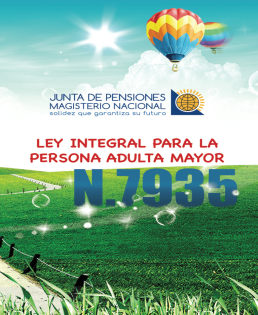 JUNTA DE PENSIONES
MAGISTERIO NACIONAL
solidez que garantiza su futuro
LEY INTEGRAL PARA LA
PERSONA ADULTA MAYOR
N.7935